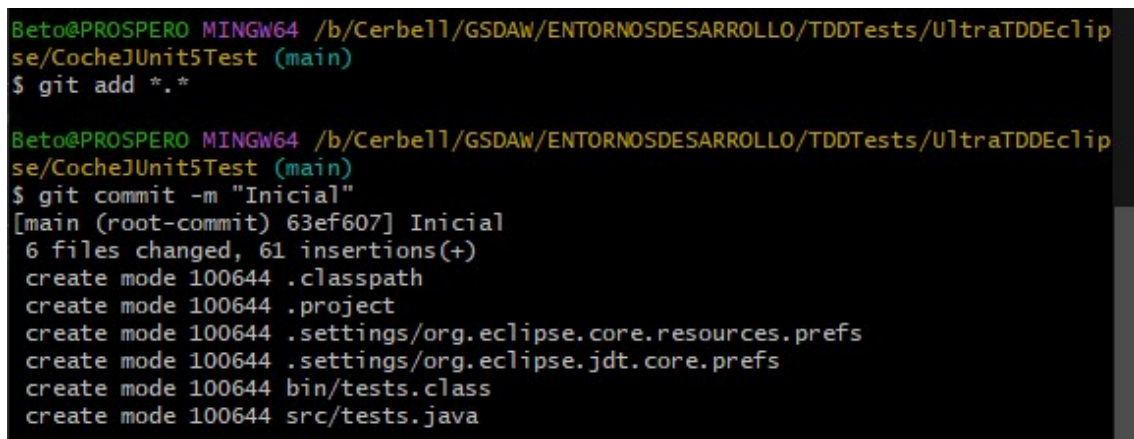 Beto@PROSPERO MINGW64 /b/Cerbell/GSDAW/ENTORNOSDESARROLLO/TDDTests/UltraTDDEclip
se/CocheJUnit5Test (main)
$ git add *.*
Beto@PROSPERO MINGW64 /b/Cerbell/GSDAW/ENTORNOSDESARROLLO/TDDTests/UltraTDDEclip
se/CocheJUnit5Test (main)
$ git commit -m "Inicial"
[main (root-commit) 63ef607] Inicial
 6 files changed, 61 insertions(+)
 create mode 100644 .classpath
 create mode 100644 .project
 create mode 100644 .settings/org.eclipse.core.resources.prefs
 create mode 100644 .settings/org.eclipse.jdt.core.prefs
 create mode 100644 bin/tests.class
 create mode 100644 src/tests.java